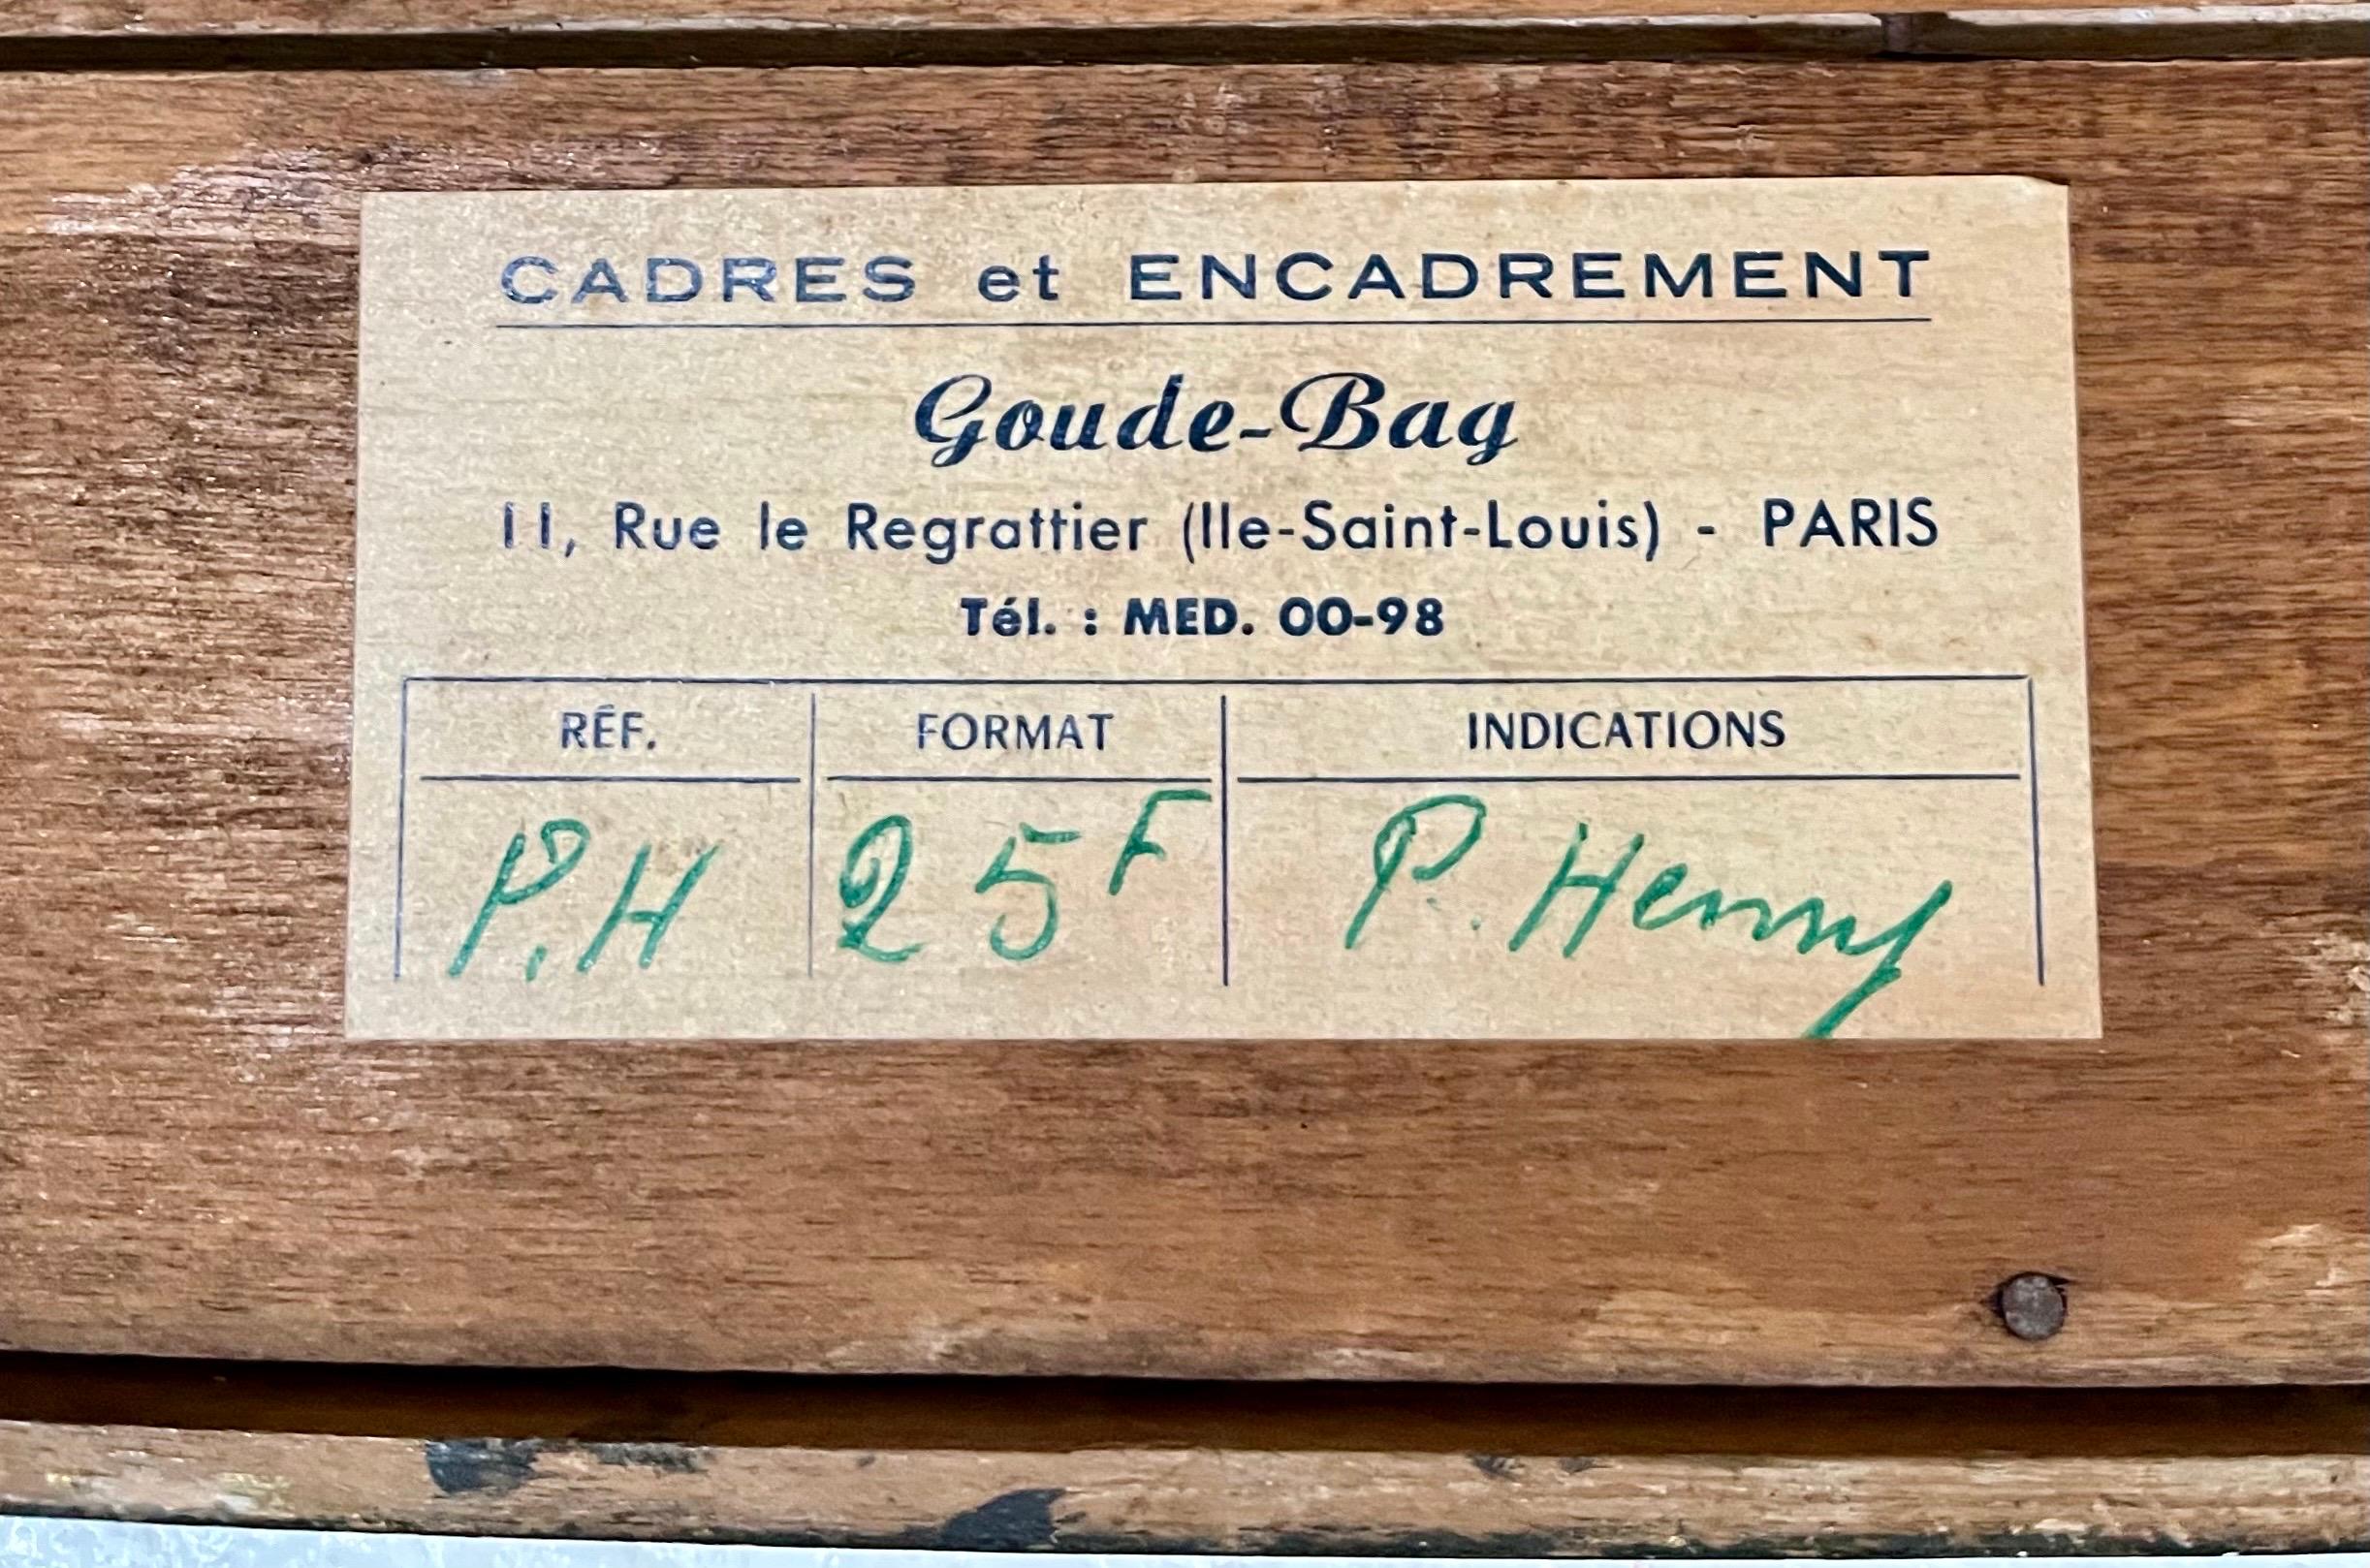 CADRES et ENCADREMENT
Goude-Bag
11, Rue le Regrattier (Ile-Saint-Louis) - PARIS
Tél. : MED. 00-98
RÉF. FORMAT INDICATIONS
P.H 25F P. Henry